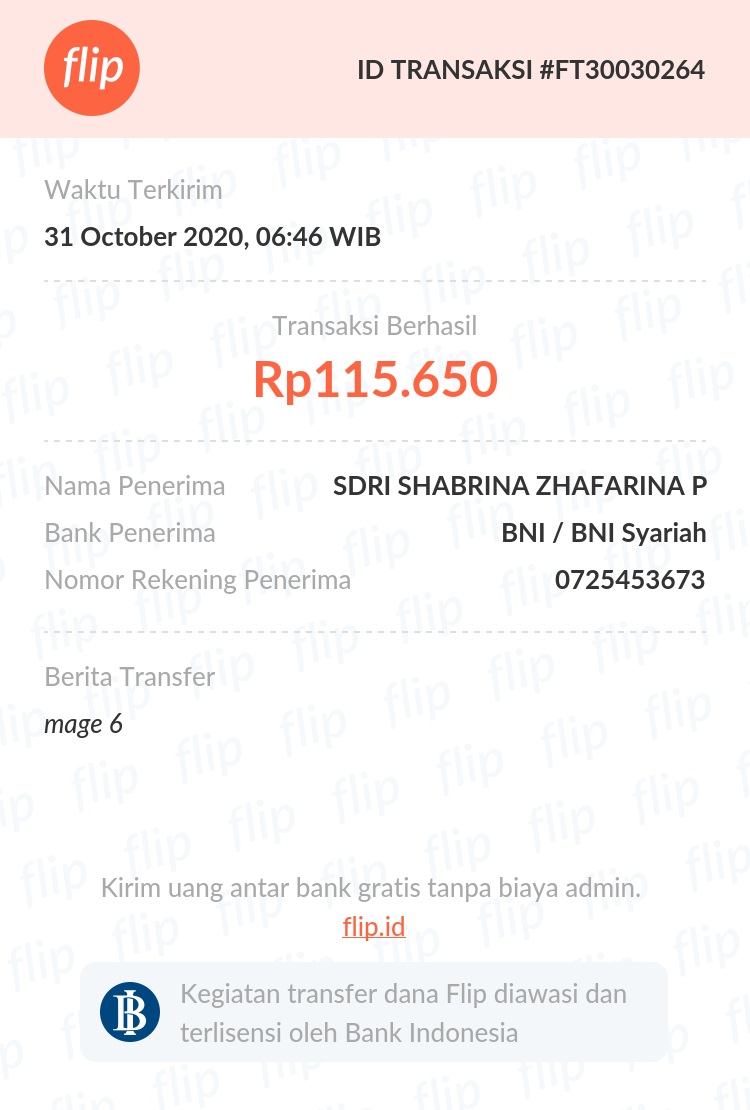 flip
ID TRANSAKSI #FT30030264
Waktu Terkirim
31 October 2020, 06:46 WIB
Transaksi Berhasil
Rp115.650
Nama Penerima SDRI SHABRINA ZHAFARINA P
Bank Penerima BNI / BNI Syariah
Nomor Rekening Penerima 0725453673
Berita Transfer
mage 6
Kirim uang antar bank gratis tanpa biaya admin.
flip.id
Kegiatan transfer dana Flip diawasi dan
terlisensi oleh Bank Indonesia